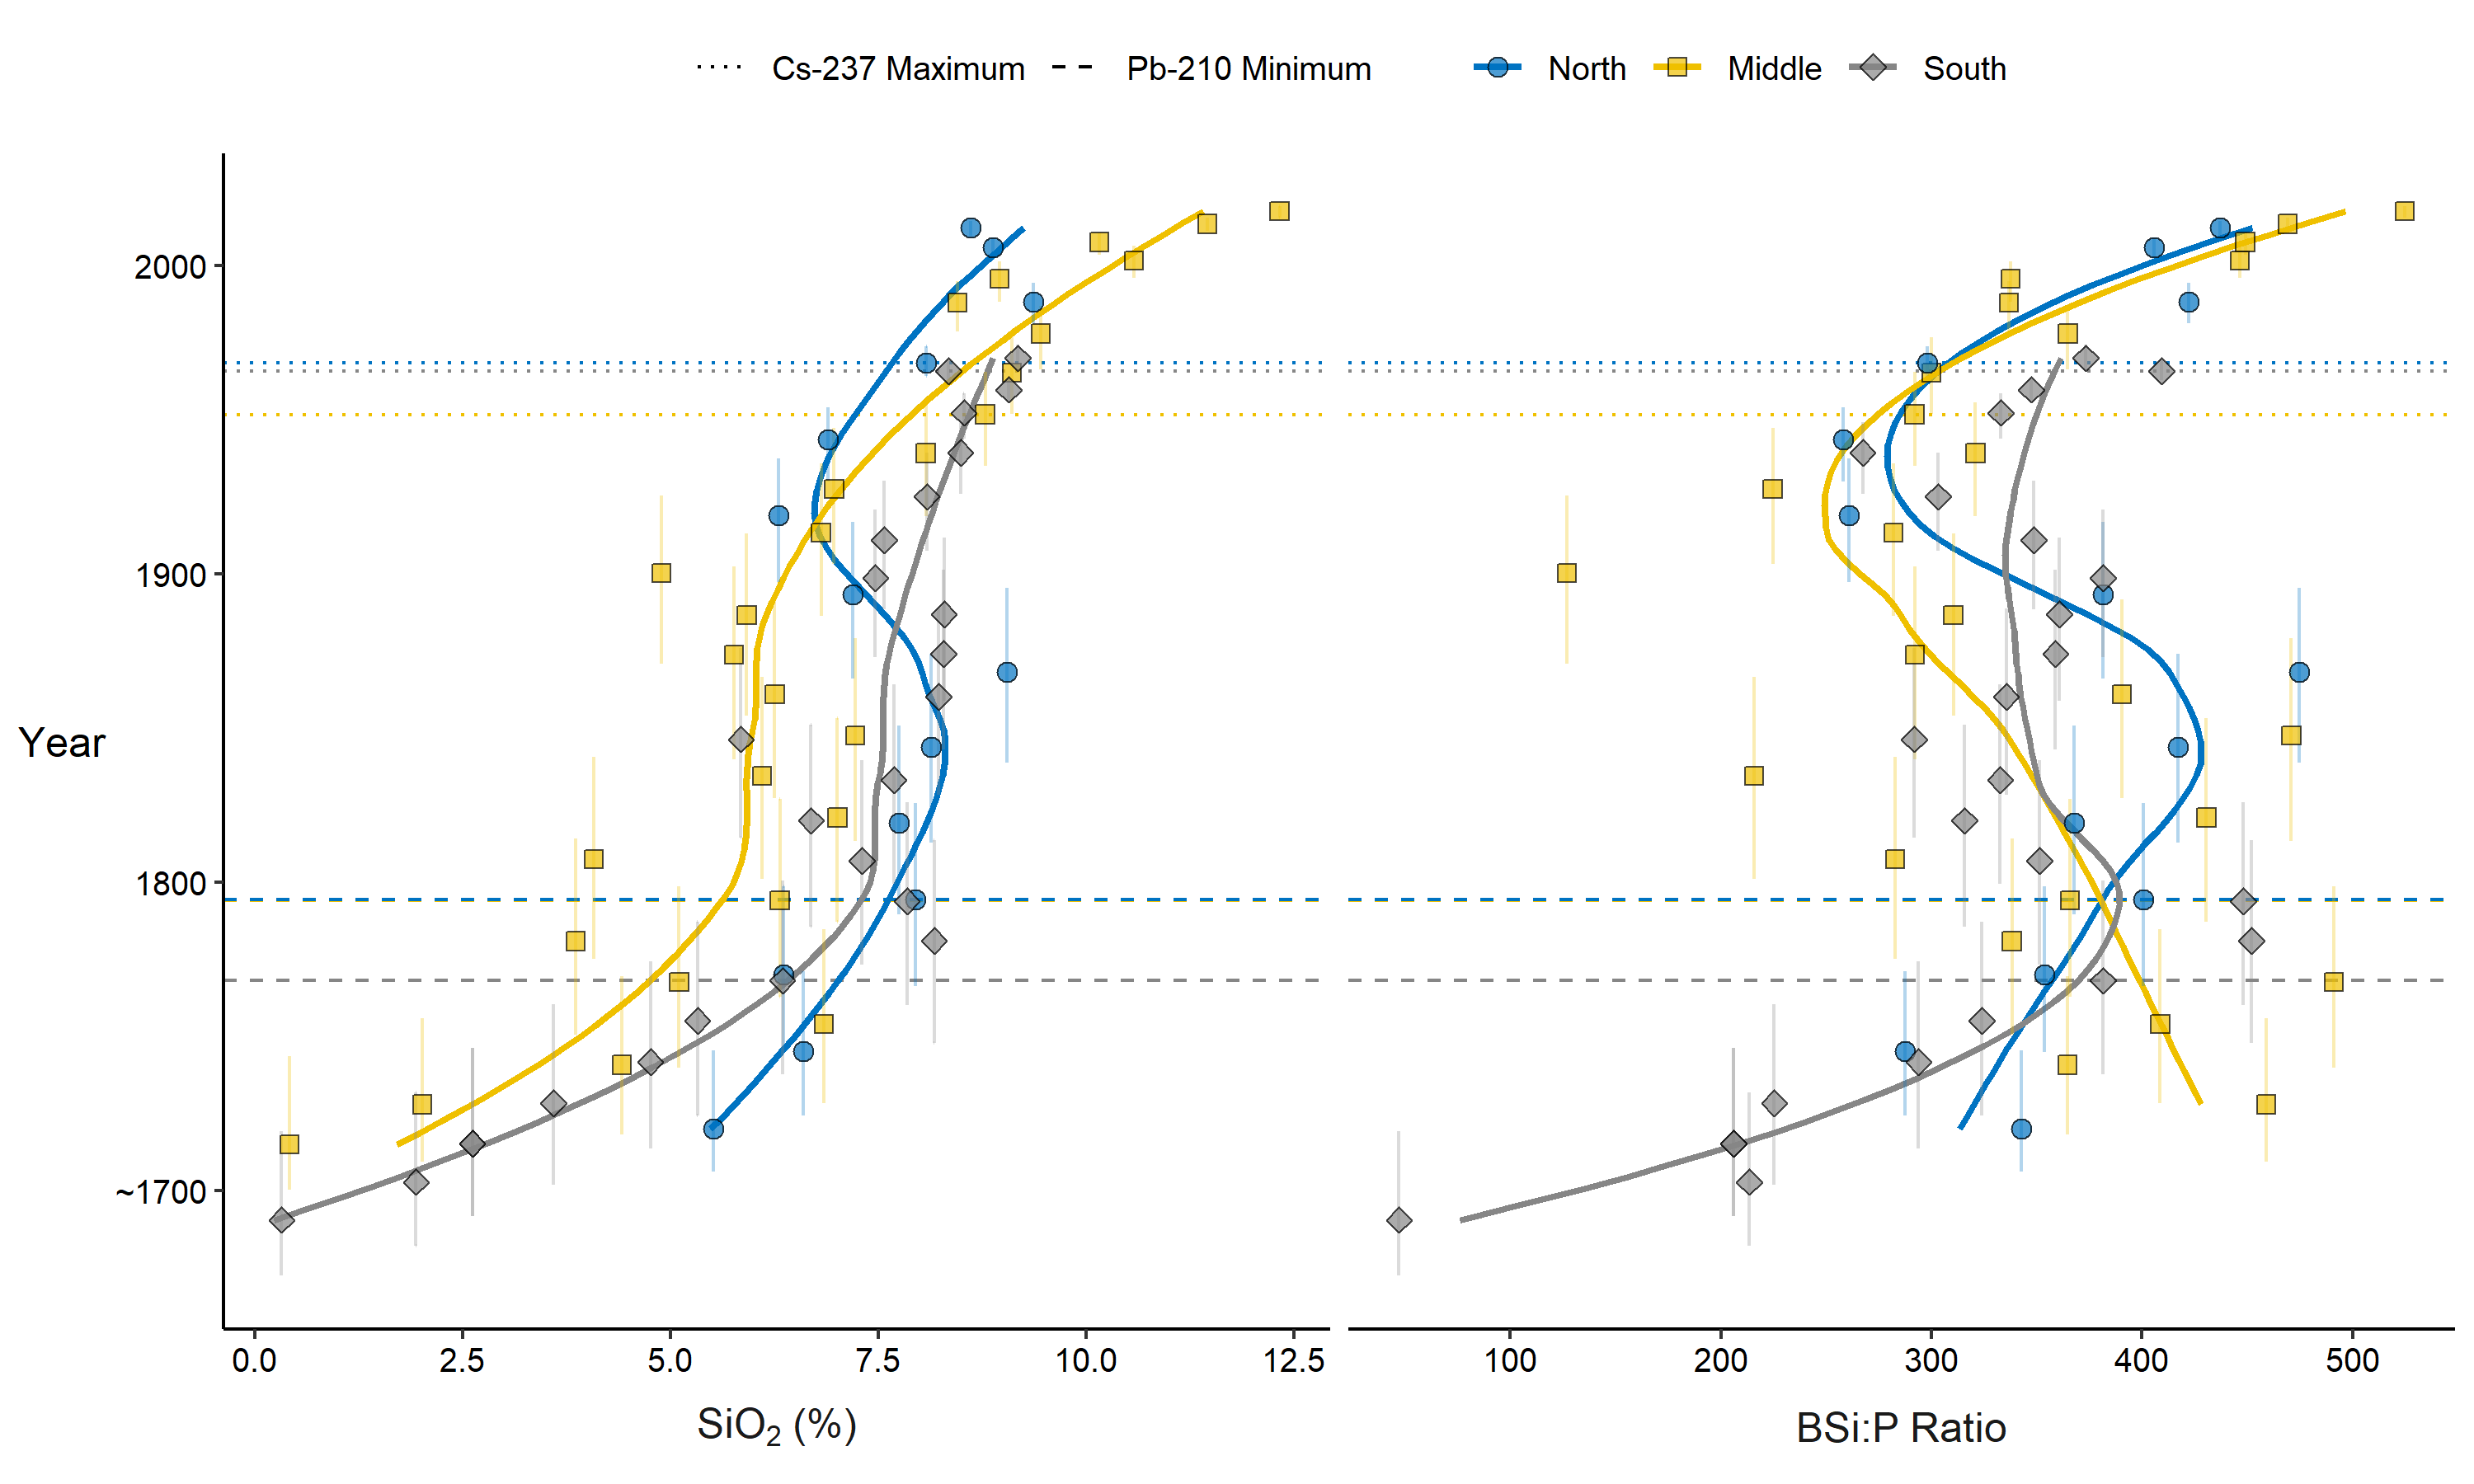 Cs-237 Maximum Pb-210 Minimum North Middle South
2000
1900
Year
1800
~1700
0.0 2.5 5.0 7.5 10.0 12.5 100 200 300 400 500
SiO₂ (%) BSi:P Ratio